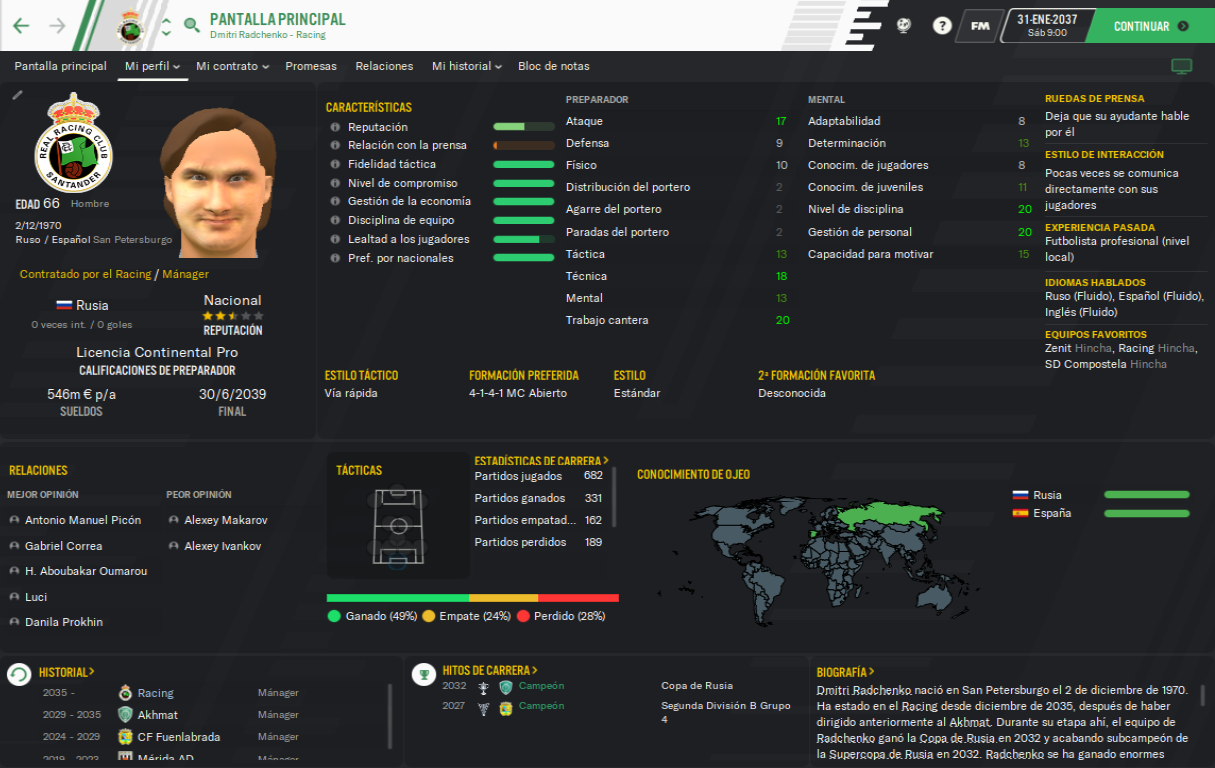 PANTALLA PRINCIPAL
Dmitri Radchenko - Racing
?
FM
31-ENE-2037
Sáb 9:00
CONTINUAR
Pantalla principal
Mi perfil
Mi contrato
Promesas
Relaciones
Mi historial
Bloc de notas
REAL RACING CLUB
SANTANDER
EDAD 66 Hombre
2/12/1970
Ruso / Español San Petersburgo
Contratado por el Racing / Mánager
Rusia
0 veces int. / 0 goles
Nacional
REPUTACIÓN
Licencia Continental Pro
CALIFICACIONES DE PREPARADOR
546m € p/a
SUELDOS
30/6/2039
FINAL
CARACTERÍSTICAS
Reputación
Relación con la prensa
Fidelidad táctica
Nivel de compromiso
Gestión de la economía
Disciplina de equipo
Lealtad a los jugadores
Pref. por nacionales
PREPARADOR
Ataque 17
Defensa 9
Físico 10
Distribución del portero 2
Agarre del portero 2
Paradas del portero 2
Táctica 13
Técnica 18
Mental 13
Trabajo cantera 20
MENTAL
Adaptabilidad 8
Determinación 13
Conocim. de jugadores 8
Conocim. de juveniles 11
Nivel de disciplina 20
Gestión de personal 20
Capacidad para motivar 15
RUEDAS DE PRENSA
Deja que su ayudante hable
por él
ESTILO DE INTERACCIÓN
Pocas veces se comunica
directamente con sus
jugadores
EXPERIENCIA PASADA
Futbolista profesional (nivel
local)
IDIOMAS HABLADOS
Ruso (Fluido), Español (Fluido),
Inglés (Fluido)
EQUIPOS FAVORITOS
Zenit Hincha, Racing Hincha,
SD Compostela Hincha
ESTILO TÁCTICO
Vía rápida
FORMACIÓN PREFERIDA
4-1-4-1 MC Abierto
ESTILO
Estándar
2ª FORMACIÓN FAVORITA
Desconocida
RELACIONES
MEJOR OPINIÓN
Antonio Manuel Picón
Gabriel Correa
H. Aboubakar Oumarou
Luci
Danila Prokhin
PEOR OPINIÓN
Alexey Makarov
Alexey Ivankov
TÁCTICAS
ESTADÍSTICAS DE CARRERA
Partidos jugados 682
Partidos ganados 331
Partidos empatad... 162
Partidos perdidos 189
Ganado (49%)
Empate (24%)
Perdido (28%)
CONOCIMIENTO DE OJEO
Rusia
España
HISTORIAL
2035 - Racing Mánager
2029 - 2035 Akhmat Mánager
2024 - 2029 CF Fuenlabrada Mánager
2019 - 2023 Mérida AD Mánager
HITOS DE CARRERA
2032 Campeón Copa de Rusia
2027 Campeón Segunda División B Grupo
4
BIOGRAFÍA
Dmitri Radchenko nació en San Petersburgo el 2 de diciembre de 1970.
Ha estado en el Racing desde diciembre de 2035, después de haber
dirigido anteriormente al Akhmat. Durante su etapa ahí, el equipo de
Radchenko ganó la Copa de Rusia en 2032 y acabando subcampeón de
la Supercopa de Rusia en 2032. Radchenko se ha ganado enormes